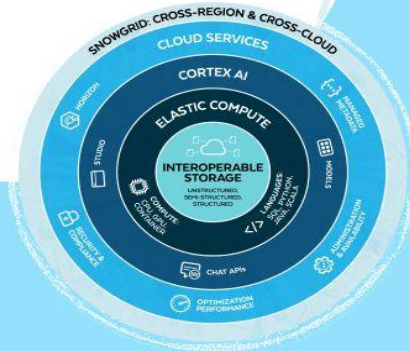 SNOWGRID: CROSS-REGION & CROSS-CLOUD
CLOUD SERVICES
CORTEX AI
ELASTIC COMPUTE
INTEROPERABLE
STORAGE
UNSTRUCTURED,
SEMI-STRUCTURED,
STRUCTURED
HORIZON
{--} MANAGED
METADATA
STUDIO
MODELS
COMPUTE:
CPU, GPU,
CONTAINER
</> LANGUAGES:
SQL, PYTHON,
JAVA, SCALA
SECURITY &
COMPLIANCE
ADMINISTRATION
& AVAILABILITY
CHAT APIs
OPTIMIZATION
PERFORMANCE